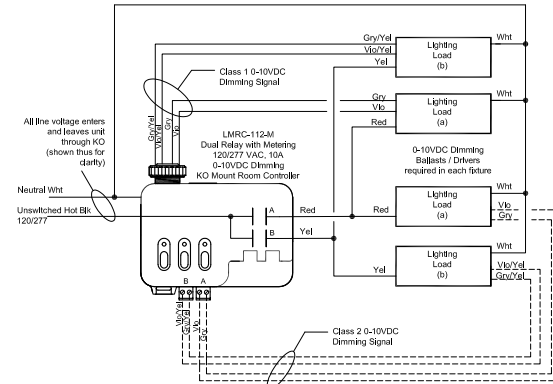 Gry/Yel
Vio/Yel
Yel
Lighting
Load
(b)
Wht
Class 1 0-10VDC
Dimming Signal
Gry
Vio
Red
Lighting
Load
(a)
Wht
Gry/Yel
Vio/Yel
Gry
Vio
All line voltage enters
and leaves unit
through KO
(shown thus for
clarity)
LMRC-112-M
Dual Relay with Metering
120/277 VAC, 10A
0-10VDC Dimming
KO Mount Room Controller
0-10VDC Dimming
Ballasts / Drivers
required in each fixture
Neutral Wht
Unswitched Hot Blk
120/277
A
Red
Red
Lighting
Load
(a)
Wht
Vio
Gry
B
Yel
Yel
Lighting
Load
(b)
Wht
Vio/Yel
Gry/Yel
B A
Vio/Yel
Gry/Yel
Vio
Gry
Class 2 0-10VDC
Dimming Signal